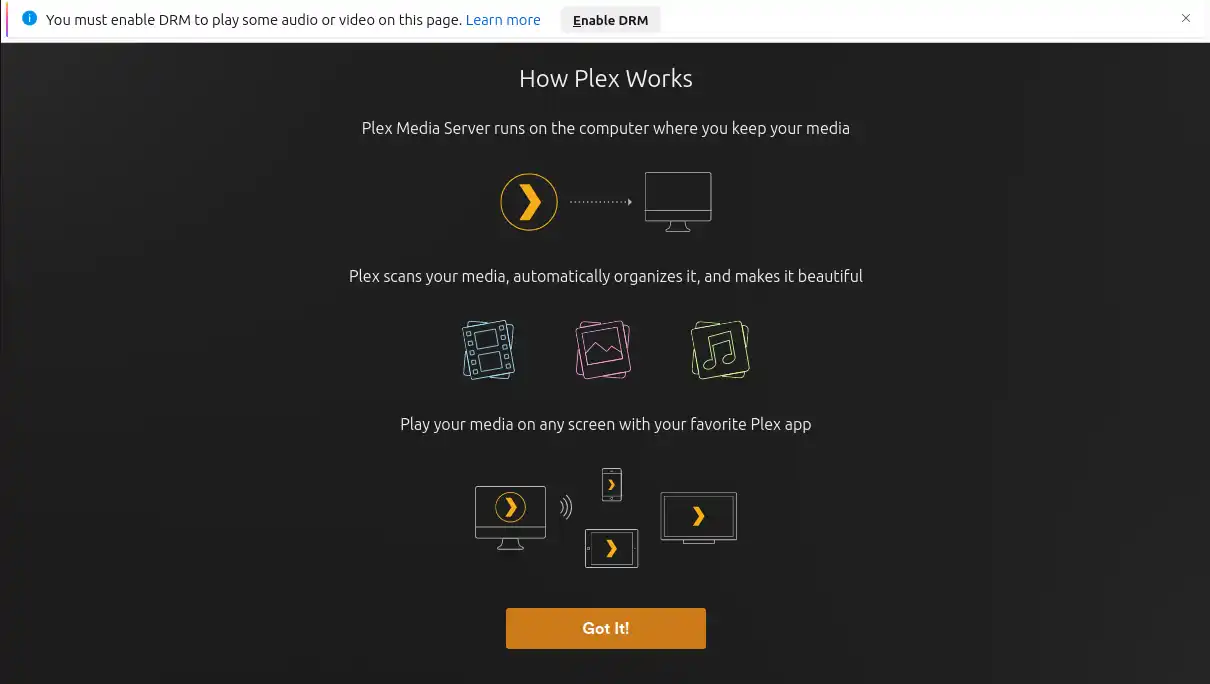 You must enable DRM to play some audio or video on this page. Learn more Enable DRM
How Plex Works
Plex Media Server runs on the computer where you keep your media
Plex scans your media, automatically organizes it, and makes it beautiful
Play your media on any screen with your favorite Plex app
Got It!